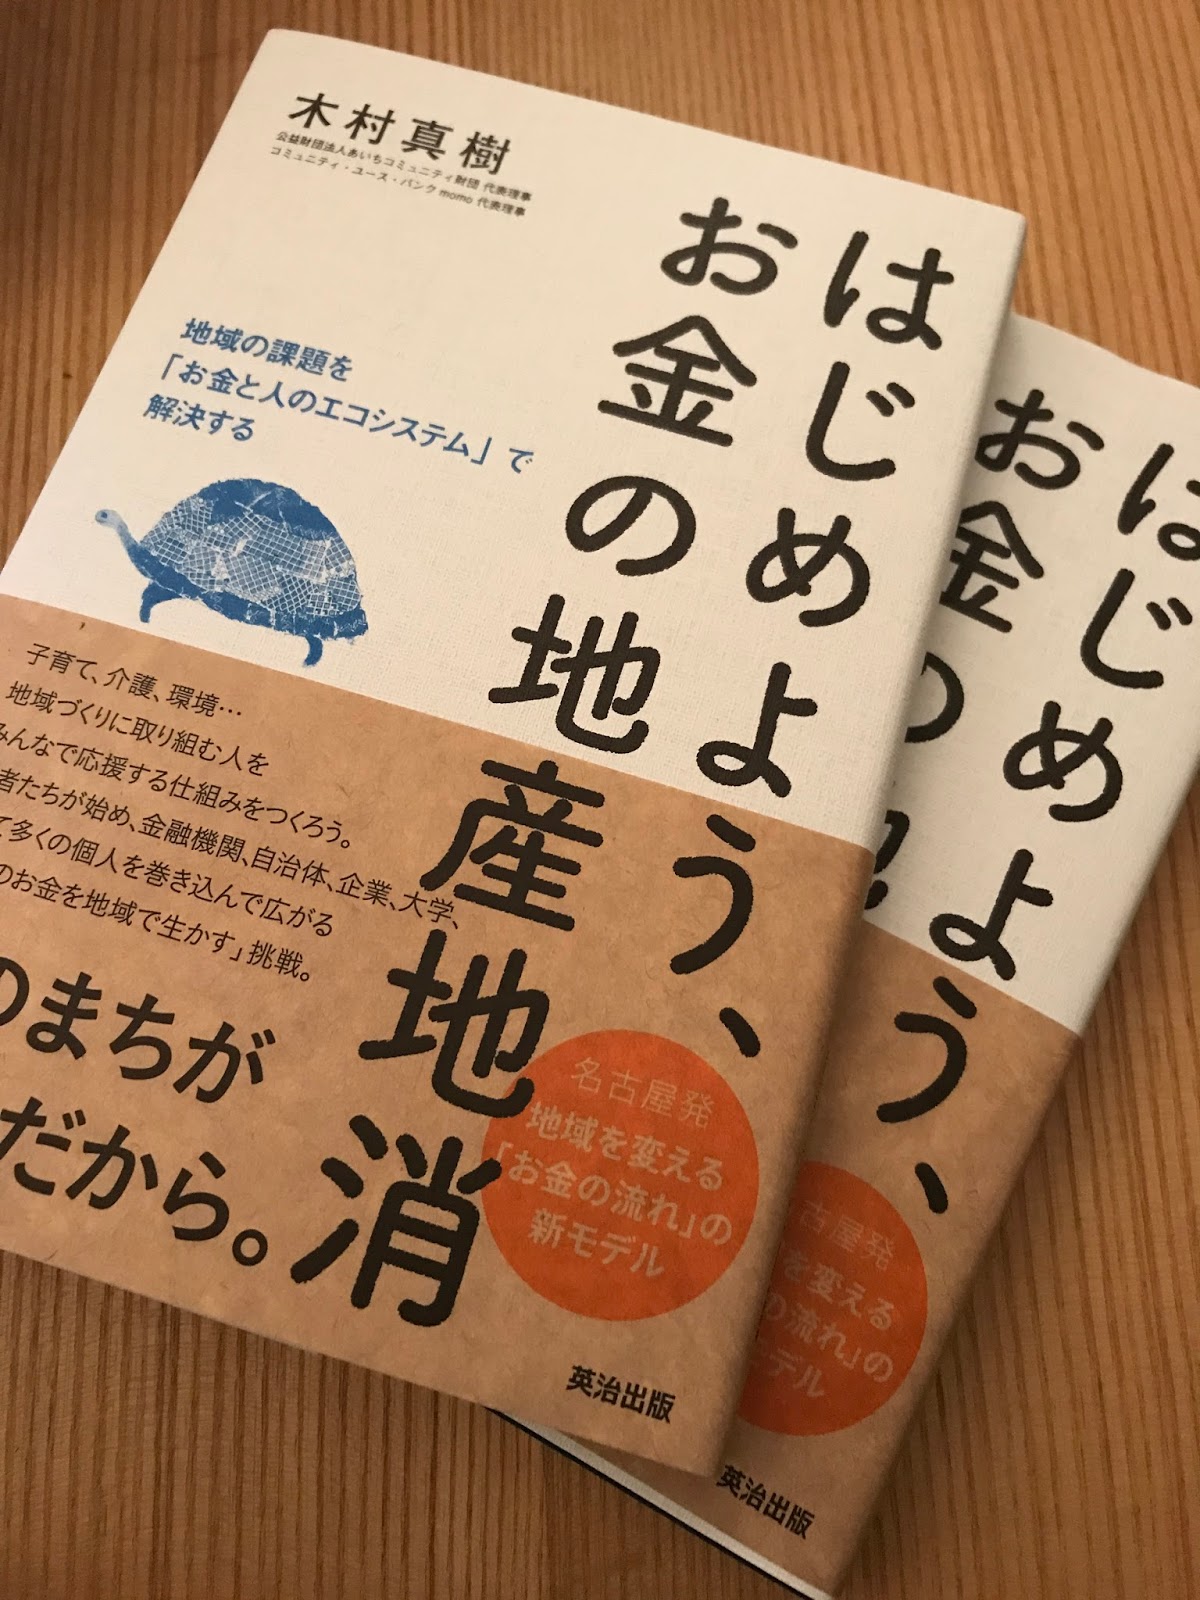 木村真樹
公益財団法人あいちコミュニティ財団 代表理事
コミュニティ・ユース・バンク momo 代表理事
はじめよう、
お金の地産地消
地域の課題を
「お金と人のエコシステム」で
解決する
子育て、介護、環境…
地域づくりに取り組む人を
みんなで応援する仕組みをつくろう。
者たちが始め、金融機関、自治体、企業、大学、
て多くの個人を巻き込んで広がる
のお金を地域で生かす」挑戦。
のまちが
だから。
名古屋発
地域を変える
「お金の流れ」の
新モデル
英治出版
はじめよう、
お金の
古屋発
を変える
の流れ」の
デル
英治出版